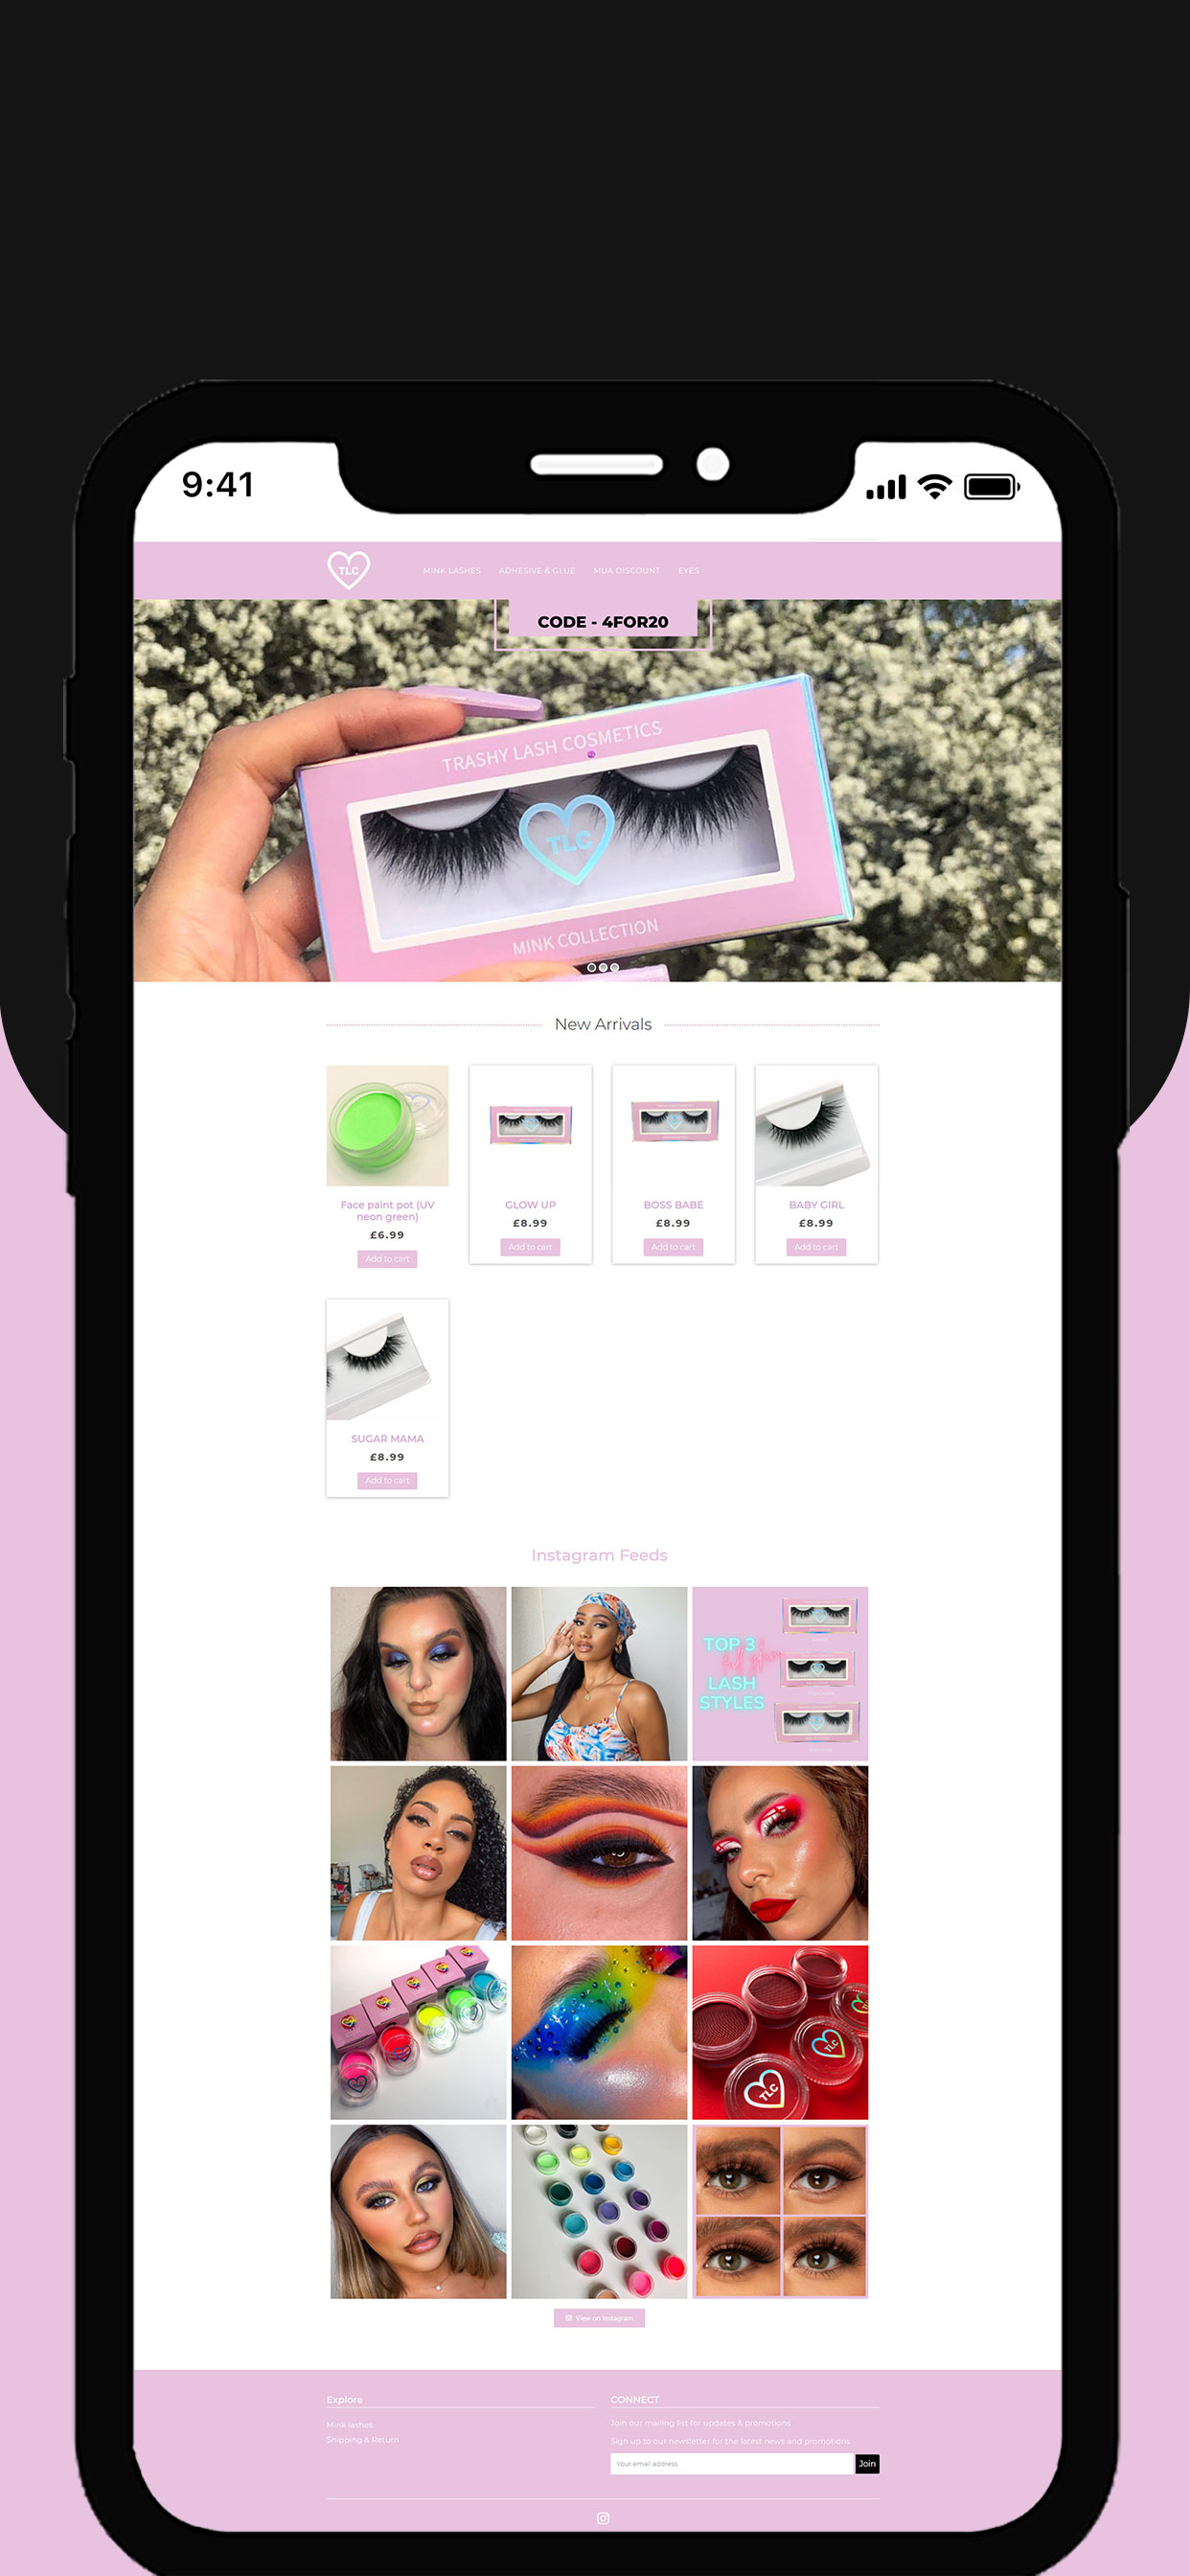 9:41
TLC
MINK LASHES ADHESIVE & GLUE MUA DISCOUNT EYES
CODE - 4FOR20
TRASHY LASH COSMETICS
TLC
MINK COLLECTION
New Arrivals
Face paint pot (UV
neon green)
£6.99
Add to cart
GLOW UP
£8.99
Add to cart
BOSS BABE
£8.99
Add to cart
BABY GIRL
£8.99
Add to cart
SUGAR MAMA
£8.99
Add to cart
Instagram Feeds
TOP 3
LASH
STYLES
TLC
TLC
View on Instagram
Explore
Mink lashes
Shipping & Return
CONNECT
Join our mailing list for updates & promotions
Sign up to our newsletter for the latest news and promotions
Your email address
Join